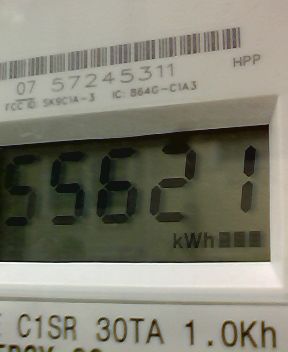 07 57245311
HPP
FCC ID: SK9C1A-3 IC: 864G-C1A3
55621
kWh
C1SR 30TA 1.0Kh